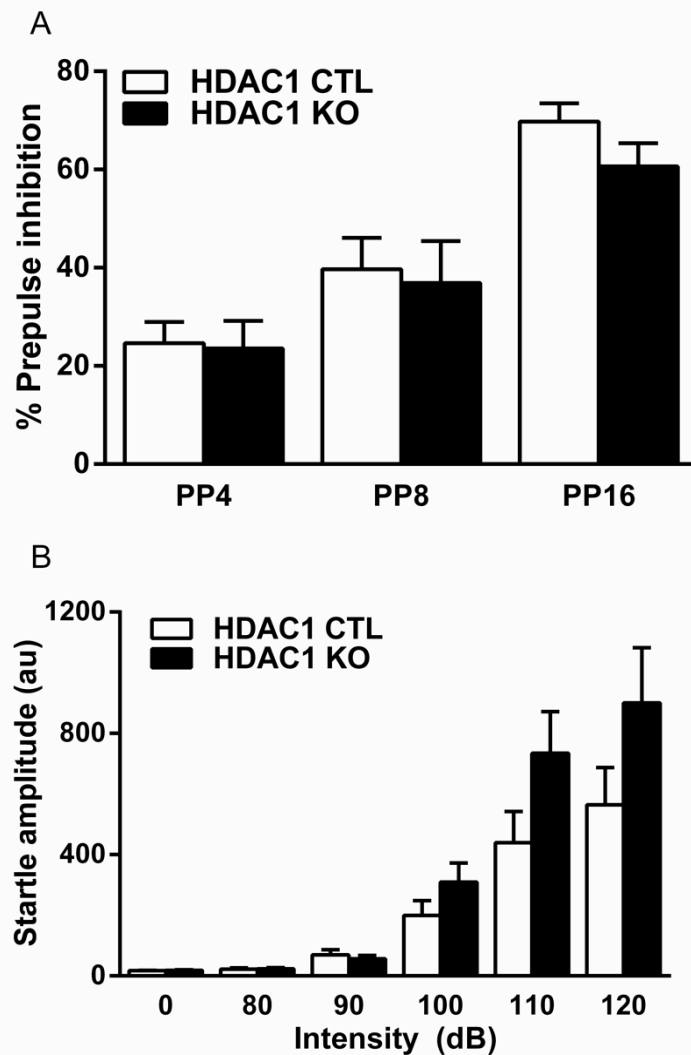 A
80
60
40
20
0
% Prepulse inhibition
HDAC1 CTL
HDAC1 KO
PP4 PP8 PP16
B
1200
800
400
0
Startle amplitude (au)
HDAC1 CTL
HDAC1 KO
0 80 90 100 110 120
Intensity (dB)